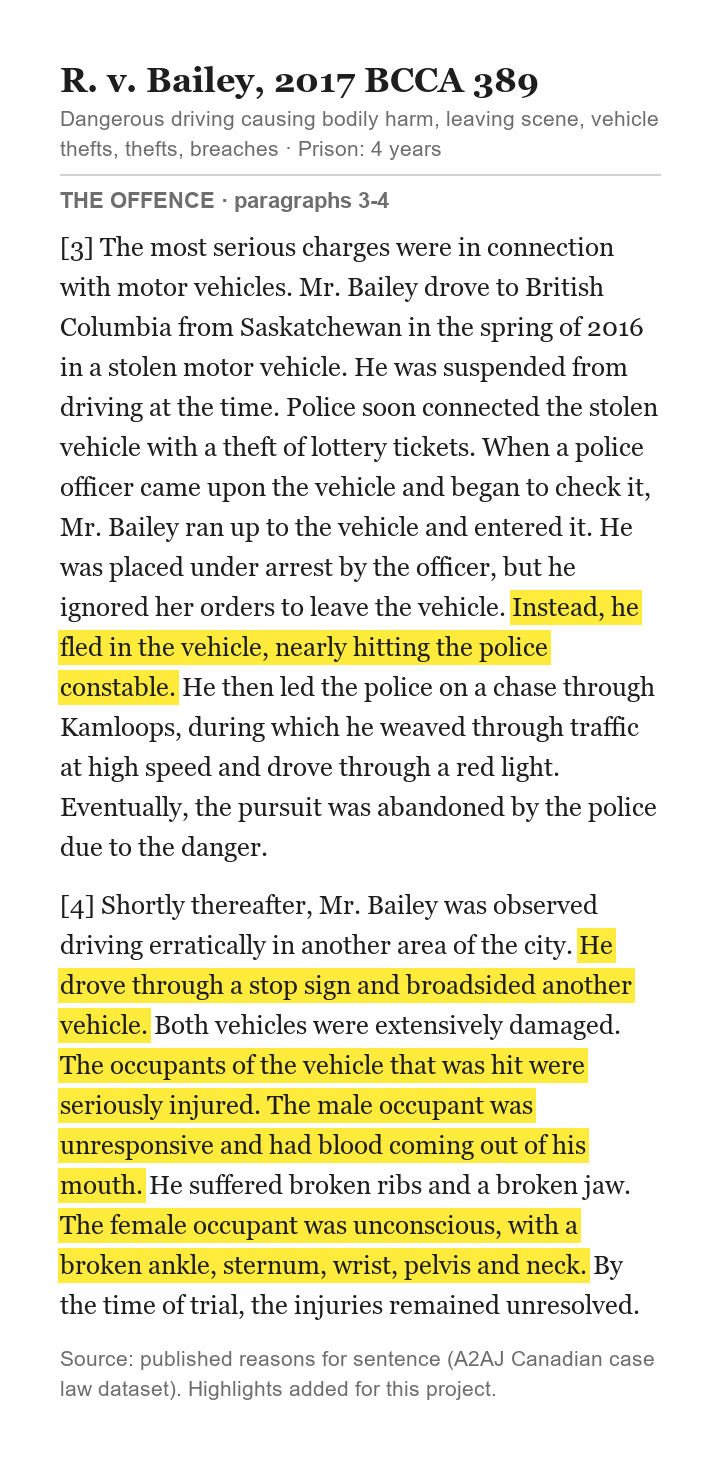 R. v. Bailey, 2017 BCCA 389
Dangerous driving causing bodily harm, leaving scene, vehicle
thefts, thefts, breaches · Prison: 4 years
THE OFFENCE · paragraphs 3-4
[3] The most serious charges were in connection
with motor vehicles. Mr. Bailey drove to British
Columbia from Saskatchewan in the spring of 2016
in a stolen motor vehicle. He was suspended from
driving at the time. Police soon connected the stolen
vehicle with a theft of lottery tickets. When a police
officer came upon the vehicle and began to check it,
Mr. Bailey ran up to the vehicle and entered it. He
was placed under arrest by the officer, but he
ignored her orders to leave the vehicle. Instead, he
fled in the vehicle, nearly hitting the police
constable. He then led the police on a chase through
Kamloops, during which he weaved through traffic
at high speed and drove through a red light.
Eventually, the pursuit was abandoned by the police
due to the danger.
[4] Shortly thereafter, Mr. Bailey was observed
driving erratically in another area of the city. He
drove through a stop sign and broadsided another
vehicle. Both vehicles were extensively damaged.
The occupants of the vehicle that was hit were
seriously injured. The male occupant was
unresponsive and had blood coming out of his
mouth. He suffered broken ribs and a broken jaw.
The female occupant was unconscious, with a
broken ankle, sternum, wrist, pelvis and neck. By
the time of trial, the injuries remained unresolved.
Source: published reasons for sentence (A2AJ Canadian case
law dataset). Highlights added for this project.